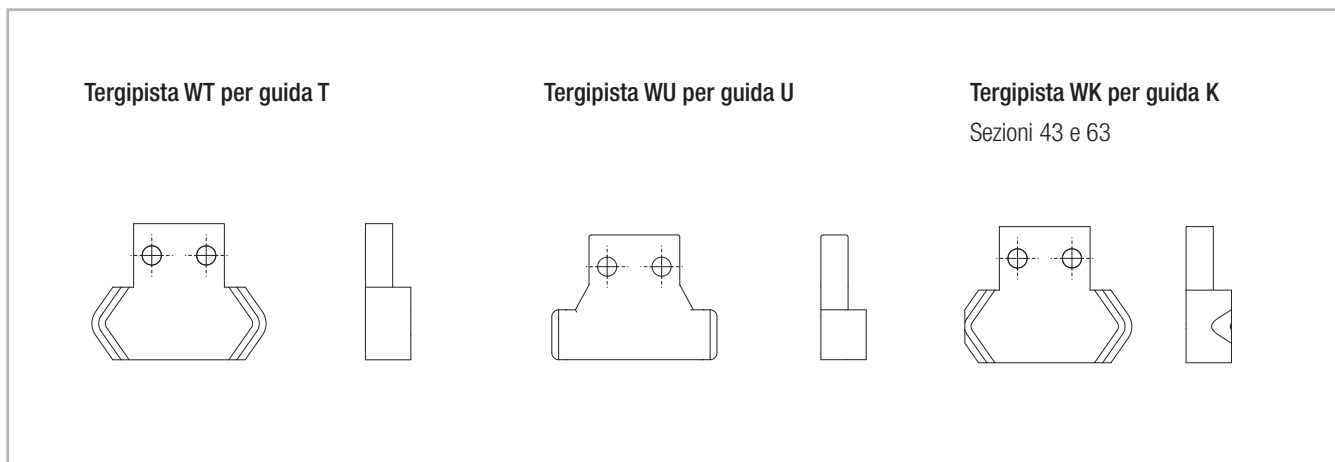 Tergipista WT per guida T
Tergipista WU per guida U
Tergipista WK per guida K
Sezioni 43 e 63